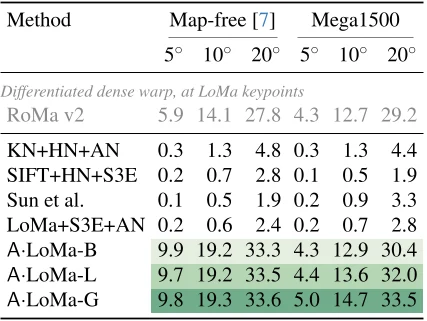 Method Map-free [7] Mega1500
5° 10° 20° 5° 10° 20°
Differentiated dense warp, at LoMa keypoints
RoMa v2 5.9 14.1 27.8 4.3 12.7 29.2
KN+HN+AN 0.3 1.3 4.8 0.3 1.3 4.4
SIFT+HN+S3E 0.2 0.7 2.8 0.1 0.5 1.9
Sun et al. 0.1 0.5 1.9 0.2 0.9 3.3
LoMa+S3E+AN 0.2 0.6 2.4 0.2 0.7 2.8
A·LoMa-B 9.9 19.2 33.3 4.3 12.9 30.4
A·LoMa-L 9.7 19.2 33.5 4.4 13.6 32.0
A·LoMa-G 9.8 19.3 33.6 5.0 14.7 33.5